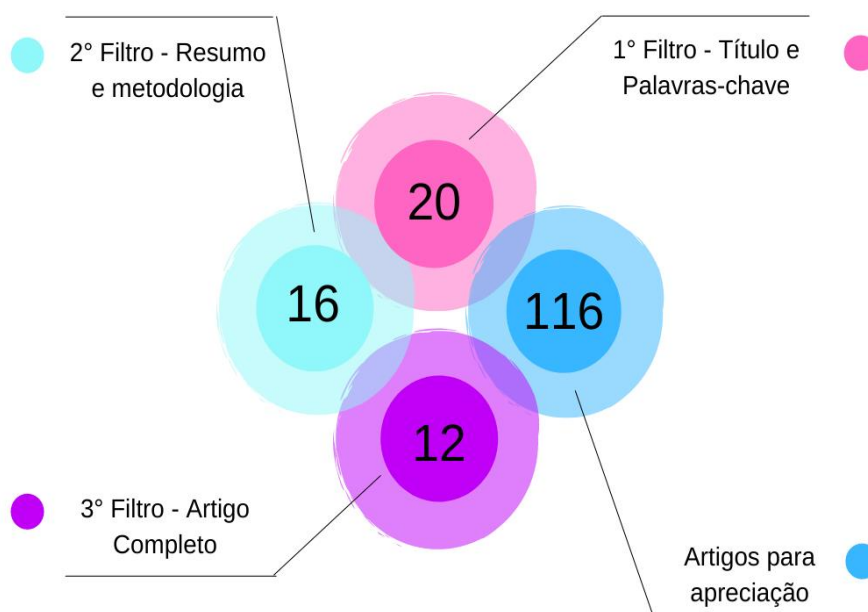 2° Filtro - Resumo
e metodologia
1° Filtro - Título e
Palavras-chave
20
16
116
12
3° Filtro - Artigo
Completo
Artigos para
apreciação